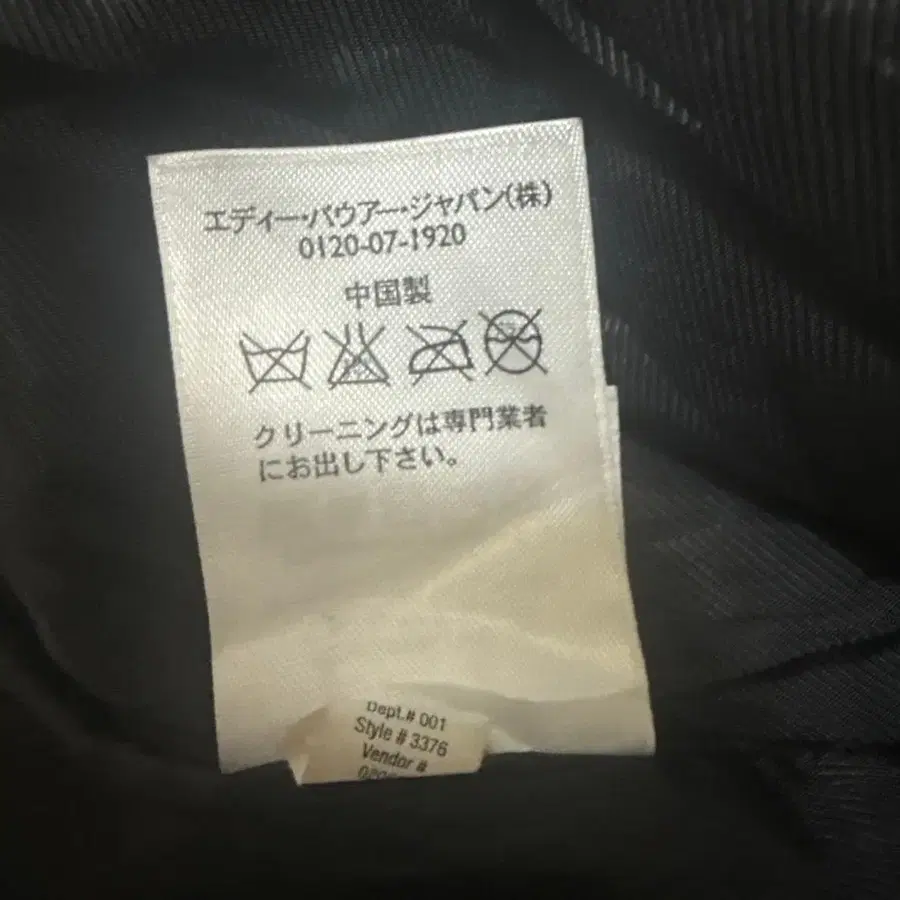 エディー・バウアー・ジャパン(株)
0120-07-1920
中国製
クリーニングは専門業者
にお出し下さい。
Dept.# 001
Style # 3376
Vendor #